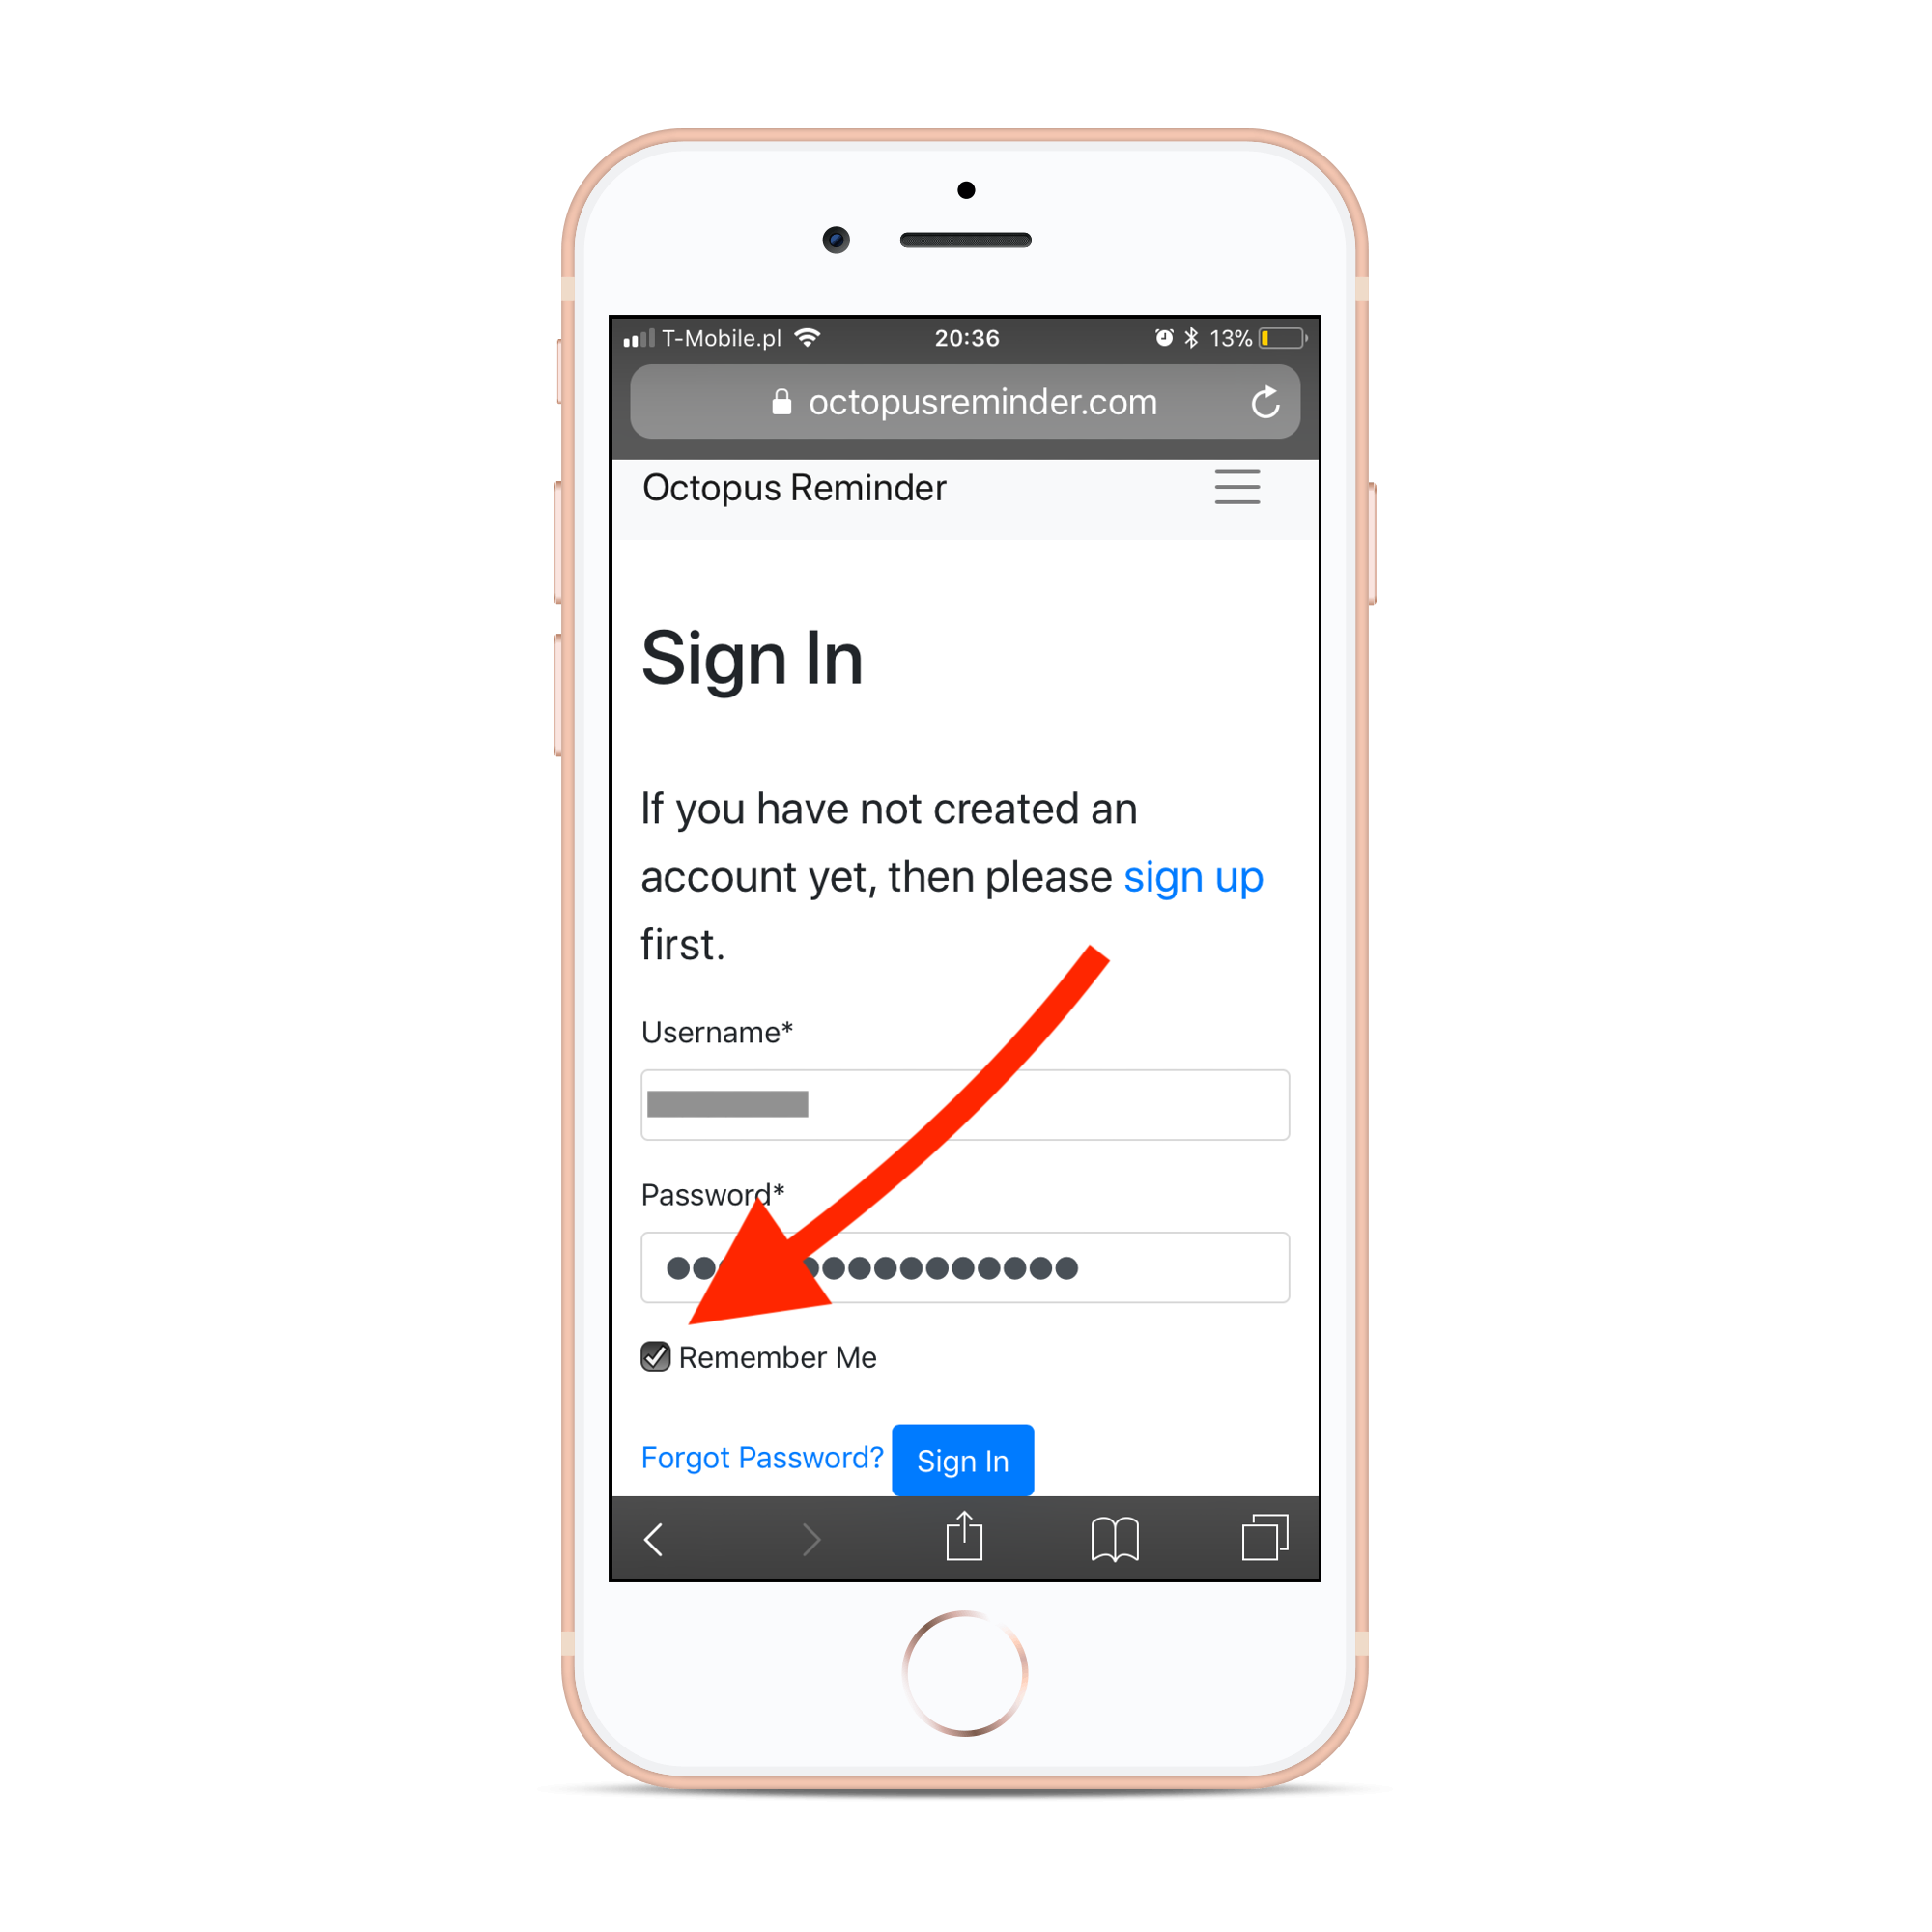 T-Mobile.pl 20:36 13%
octopusreminder.com
Octopus Reminder
Sign In
If you have not created an
account yet, then please sign up
first.
Username*
Password*
Remember Me
Forgot Password? Sign In